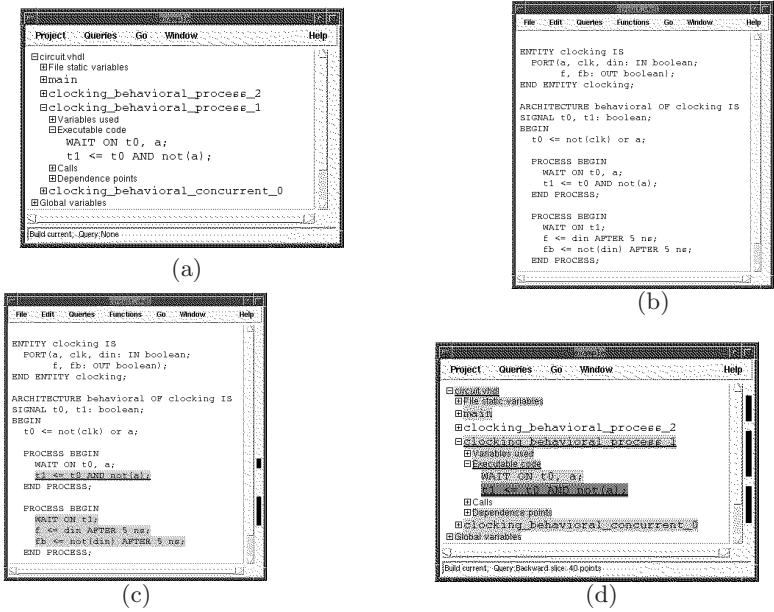 example
Project Queries Go Window Help
circuit.vhdl
File static variables
main
clocking_behavioral_process_2
clocking_behavioral_process_1
Variables used
Executable code
WAIT ON t0, a;
t1 <= t0 AND not(a);
Calls
Dependence points
clocking_behavioral_concurrent_0
Global variables
Build current; Query:None
(a)
File Edit Queries Functions Go Window Help
ENTITY clocking IS
PORT(a, clk, din: IN boolean;
f, fb: OUT boolean);
END ENTITY clocking;
ARCHITECTURE behavioral OF clocking IS
SIGNAL t0, t1: boolean;
BEGIN
t0 <= not(clk) or a;
PROCESS BEGIN
WAIT ON t0, a;
t1 <= t0 AND not(a);
END PROCESS;
PROCESS BEGIN
WAIT ON t1;
f <= din AFTER 5 ns;
fb <= not(din) AFTER 5 ns;
END PROCESS;
(b)
File Edit Queries Functions Go Window Help
ENTITY clocking IS
PORT(a, clk, din: IN boolean;
f, fb: OUT boolean);
END ENTITY clocking;
ARCHITECTURE behavioral OF clocking IS
SIGNAL t0, t1: boolean;
BEGIN
t0 <= not(clk) or a;
PROCESS BEGIN
WAIT ON t0, a;
t1 <= t0 AND not(a);
END PROCESS;
PROCESS BEGIN
WAIT ON t1;
f <= din AFTER 5 ns;
fb <= not(din) AFTER 5 ns;
END PROCESS;
(c)
example
Project Queries Go Window Help
circuit.vhdl
File static variables
main
clocking_behavioral_process_2
clocking_behavioral_process_1
Variables used
Executable code
WAIT ON t0, a;
t1 <= t0 AND not(a);
Calls
Dependence points
clocking_behavioral_concurrent_0
Global variables
Build current; Query:Backward slice: 40 points
(d)